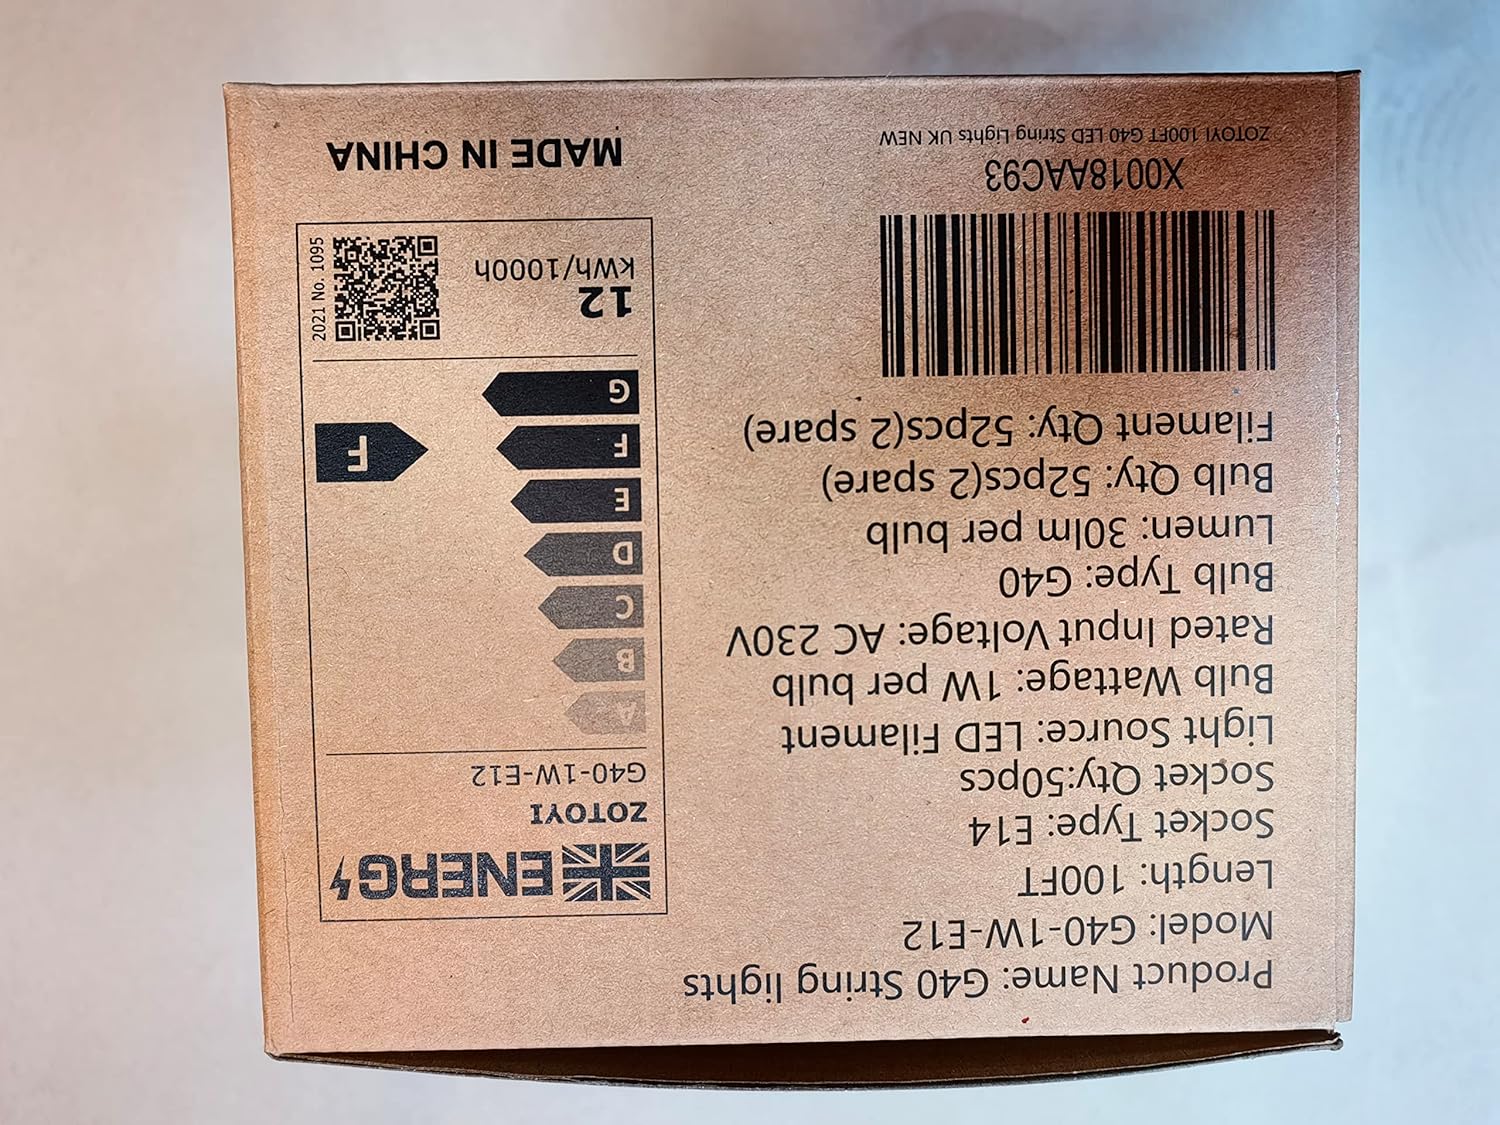 Product Name: G40 String lights
Model: G40-1W-E12
Length: 100FT
Socket Type: E14
Socket Qty:50pcs
Light Source: LED Filament
Bulb Wattage: 1W per bulb
Rated Input Voltage: AC 230V
Bulb Type: G40
Lumen: 30lm per bulb
Bulb Qty: 52pcs(2 spare)
Filament Qty: 52pcs(2 spare)
X0018AAC93
ZOTOYI 100FT G40 LED String Lights UK NEW
ENERG
ZOTOYI
G40-1W-E12
A
B
C
D
E
F
F
G
12
kWh/1000h
2021 No. 1095
MADE IN CHINA